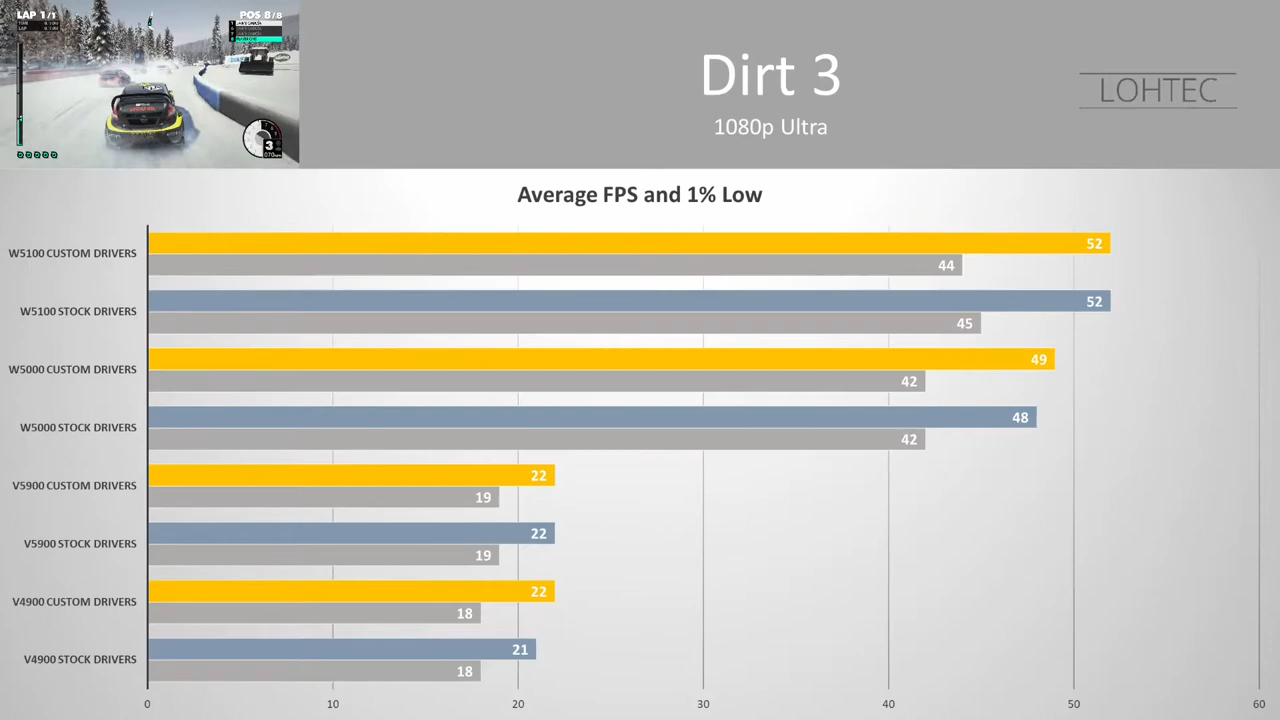 LAP 1/1
POS 8/8
3
Dirt 3
1080p Ultra
LOHTEC
Average FPS and 1% Low
W5100 CUSTOM DRIVERS
52
44
W5100 STOCK DRIVERS
52
45
W5000 CUSTOM DRIVERS
49
42
W5000 STOCK DRIVERS
48
42
V5900 CUSTOM DRIVERS
22
19
V5900 STOCK DRIVERS
22
19
V4900 CUSTOM DRIVERS
22
18
V4900 STOCK DRIVERS
21
18
0 10 20 30 40 50 60